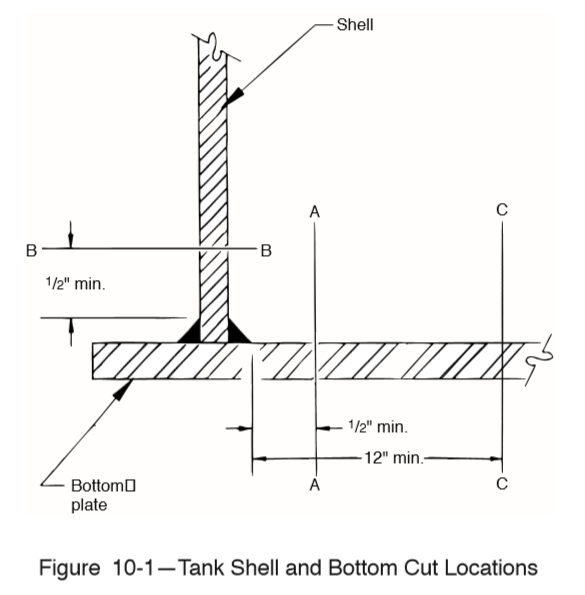 Shell
A
C
B
B
1/2" min.
1/2" min.
12" min.
A
C
Bottom□
plate
Figure 10-1—Tank Shell and Bottom Cut Locations